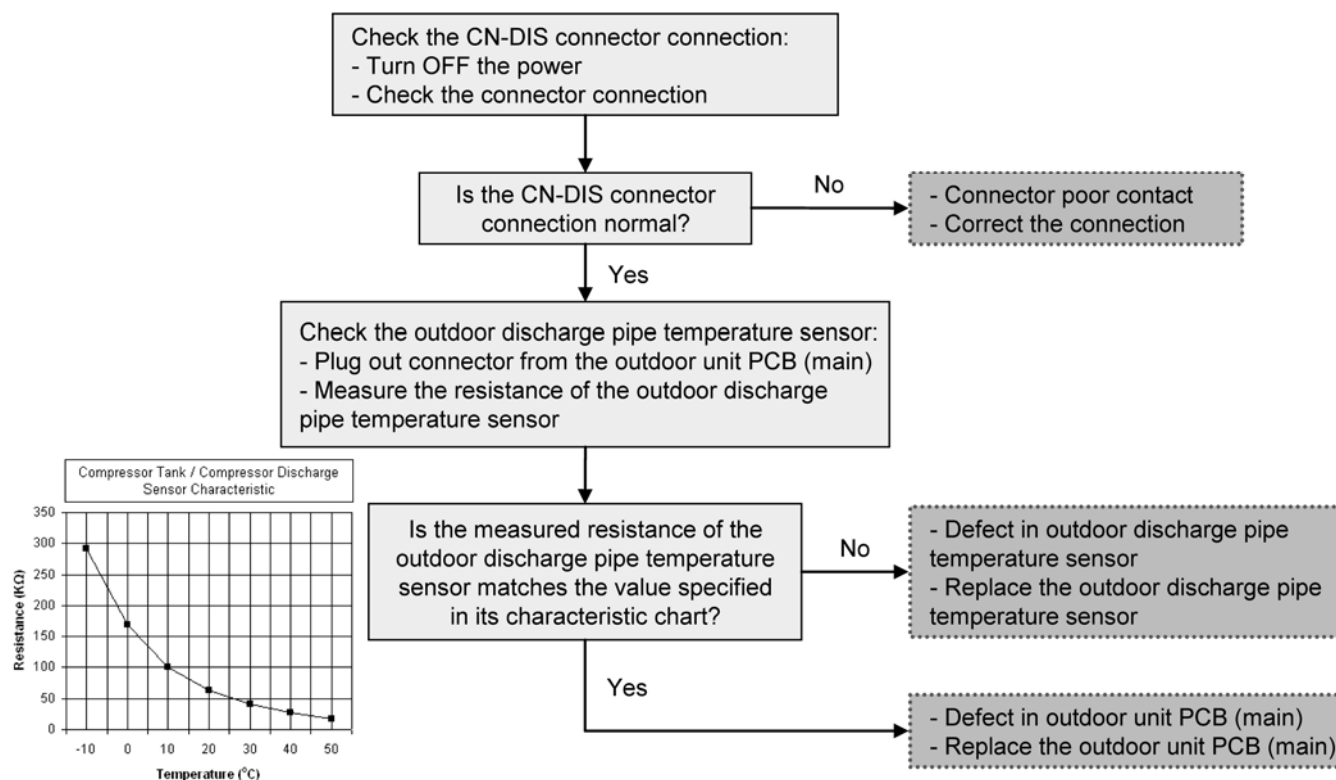 Check the CN-DIS connector connection:
- Turn OFF the power
- Check the connector connection
Is the CN-DIS connector
connection normal?
No
- Connector poor contact
- Correct the connection
Yes
Check the outdoor discharge pipe temperature sensor:
- Plug out connector from the outdoor unit PCB (main)
- Measure the resistance of the outdoor discharge
pipe temperature sensor
Compressor Tank / Compressor Discharge
Sensor Characteristic
Resistance (KΩ)
350
300
250
200
150
100
50
0
-10 0 10 20 30 40 50
Temperature (°C)
Is the measured resistance of the
outdoor discharge pipe temperature
sensor matches the value specified
in its characteristic chart?
No
- Defect in outdoor discharge pipe
temperature sensor
- Replace the outdoor discharge pipe
temperature sensor
Yes
- Defect in outdoor unit PCB (main)
- Replace the outdoor unit PCB (main)